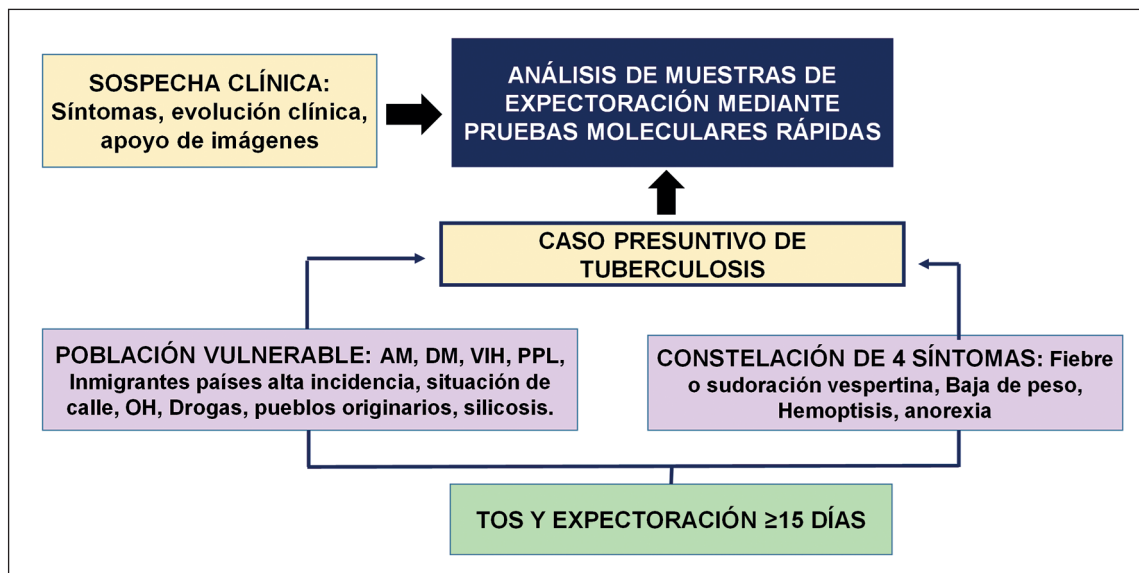 SOSPECHA CLÍNICA:
Síntomas, evolución clínica,
apoyo de imágenes
ANÁLISIS DE MUESTRAS DE
EXPECTORACIÓN MEDIANTE
PRUEBAS MOLECULARES RÁPIDAS
CASO PRESUNTIVO DE
TUBERCULOSIS
POBLACIÓN VULNERABLE: AM, DM, VIH, PPL,
Inmigrantes países alta incidencia, situación de
calle, OH, Drogas, pueblos originarios, silicosis.
CONSTELACIÓN DE 4 SÍNTOMAS: Fiebre
o sudoración vespertina, Baja de peso,
Hemoptisis, anorexia
TOS Y EXPECTORACIÓN ≥15 DÍAS